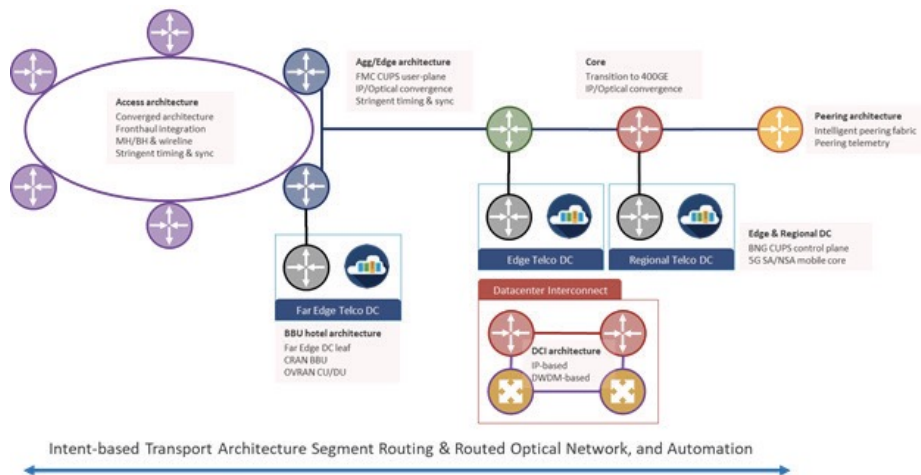 Access architecture
Converged architecture
Fronthaul Integration
MH/BH & wireline
Stringent timing & sync
Agg/Edge architecture
FMC CUPS user-plane
IP/Optical convergence
Stringent timing & sync
Core
Transition to 400GE
IP/Optical convergence
Peering architecture
Intelligent peering fabric
Peering telemetry
Edge Telco DC
Regional Telco DC
Edge & Regional DC
BNG CUPS control plane
5G SA/NSA mobile core
Far Edge Telco DC
BBU hotel architecture
Far Edge DC leaf
CRAN BBU
OVRAN CU/DU
Datacenter Interconnect
DCI architecture
IP-based
DWDM-based
Intent-based Transport Architecture Segment Routing & Routed Optical Network, and Automation